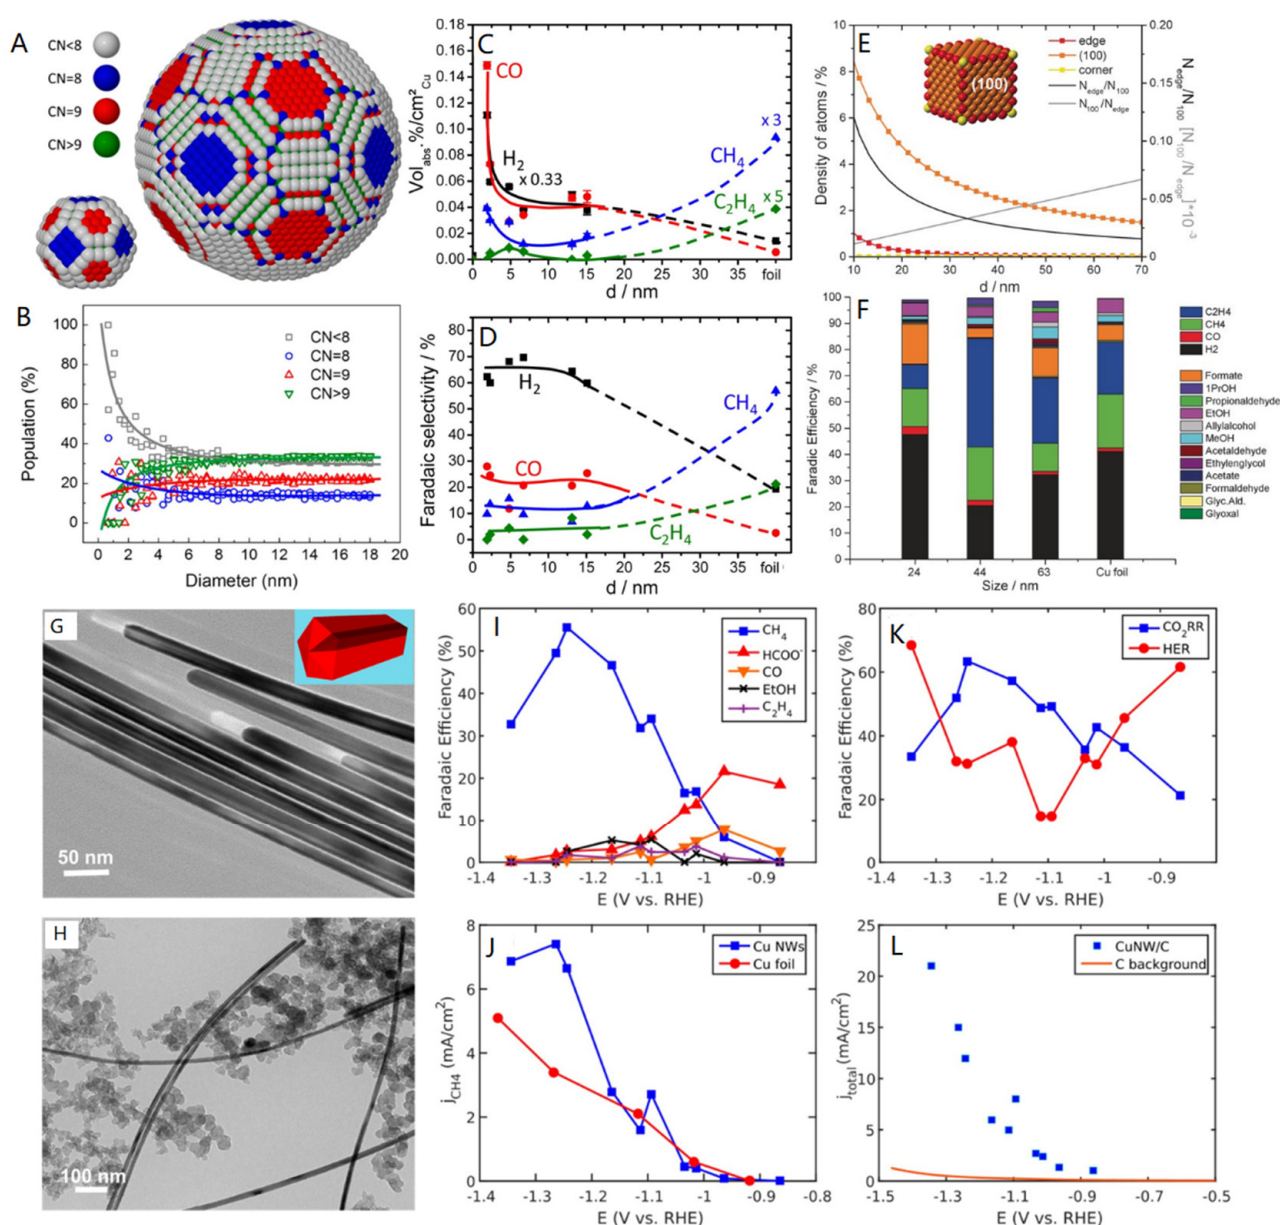 A
CN<8
CN=8
CN=9
CN>9
B
Population (%)
100
80
60
40
20
0
CN<8
CN=8
CN=9
CN>9
0 2 4 6 8 10 12 14 16 18 20
Diameter (nm)
C
Vol_abs. %/cm²_Cu
0.18
0.16
0.14
0.12
0.10
0.08
0.06
0.04
0.02
0.00
CO
H₂
x 0.33
CH₄
x 3
C₂H₄
x 5
0 5 10 15 20 25 30 35 foil
d / nm
D
Faradaic selectivity / %
80
70
60
50
40
30
20
10
0
H₂
CO
CH₄
C₂H₄
0 5 10 15 20 25 30 35 foil
d / nm
E
Density of atoms / %
10
8
6
4
2
0
(100)
edge
(100)
corner
N_edge/N_100
N_100/N_edge
0.20
0.15
0.10
0.05
0.00
N_edge/N_100 [N_100/N_edge]*10⁻³
10 20 30 40 50 60 70
d / nm
F
Faradic Efficiency / %
100
90
80
70
60
50
40
30
20
10
0
24 44 63 Cu foil
Size / nm
C2H4
CH4
CO
H2
Formate
1PrOH
Propionaldehyde
EtOH
Allylalcohol
MeOH
Acetaldehyde
Ethylenglycol
Acetate
Formaldehyde
Glyc.Ald.
Glyoxal
G
50 nm
H
100 nm
I
Faradaic Efficiency (%)
60
50
40
30
20
10
0
CH₄
HCOO⁻
CO
EtOH
C₂H₄
-1.4 -1.3 -1.2 -1.1 -1 -0.9
E (V vs. RHE)
J
j_CH4 (mA/cm²)
8
6
4
2
0
Cu NWs
Cu foil
-1.4 -1.3 -1.2 -1.1 -1 -0.9 -0.8
E (V vs. RHE)
K
Faradaic Efficiency (%)
80
60
40
20
0
CO₂RR
HER
-1.4 -1.3 -1.2 -1.1 -1 -0.9
E (V vs. RHE)
L
j_total (mA/cm²)
25
20
15
10
5
0
CuNW/C
C background
-1.5 -1.3 -1.1 -0.9 -0.7 -0.5
E (V vs. RHE)